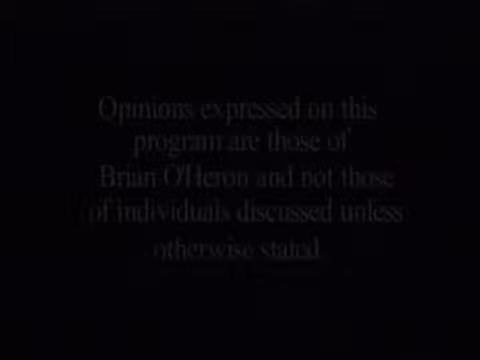 Opinions expressed on this
program are those of
Brian O'Heron and not those
of individuals discussed unless
otherwise stated.